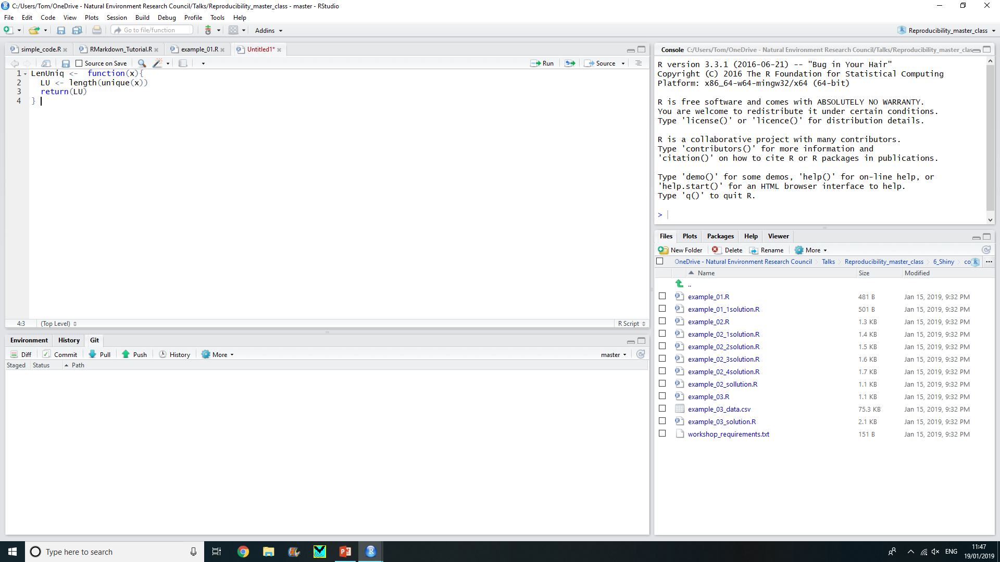 C:/Users/Tom/OneDrive - Natural Environment Research Council/Talks/Reproducibility_master_class - master - RStudio
File Edit Code View Plots Session Build Debug Profile Tools Help
Go to file/function Addins Reproducibility_master_class
simple_code.R RMarkdown_Tutorial.R example_01.R Untitled1*
Source on Save Run Source
1 LenUniq <-  function(x){
2   LU <- length(unique(x))
3   return(LU)
4 }
4:3 (Top Level) R Script
Environment History Git
Diff Commit Pull Push History More master
Staged Status Path
Console C:/Users/Tom/OneDrive - Natural Environment Research Council/Talks/Reproducibility_master_clas
R version 3.3.1 (2016-06-21) -- "Bug in Your Hair"
Copyright (C) 2016 The R Foundation for Statistical Computing
Platform: x86_64-w64-mingw32/x64 (64-bit)
R is free software and comes with ABSOLUTELY NO WARRANTY.
You are welcome to redistribute it under certain conditions.
Type 'license()' or 'licence()' for distribution details.
R is a collaborative project with many contributors.
Type 'contributors()' for more information and
'citation()' on how to cite R or R packages in publications.
Type 'demo()' for some demos, 'help()' for on-line help, or
'help.start()' for an HTML browser interface to help.
Type 'q()' to quit R.
>
Files Plots Packages Help Viewer
New Folder Delete Rename More
OneDrive - Natural Environment Research Council Talks Reproducibility_master_class 6_Shiny co ...
Name Size Modified
..
example_01.R 481 B Jan 15, 2019, 9:32 PM
example_01_1solution.R 501 B Jan 15, 2019, 9:32 PM
example_02.R 1.3 KB Jan 15, 2019, 9:32 PM
example_02_1solution.R 1.4 KB Jan 15, 2019, 9:32 PM
example_02_2solution.R 1.5 KB Jan 15, 2019, 9:32 PM
example_02_3solution.R 1.6 KB Jan 15, 2019, 9:32 PM
example_02_4solution.R 1.7 KB Jan 15, 2019, 9:32 PM
example_02_sollution.R 1.1 KB Jan 15, 2019, 9:32 PM
example_03.R 1.1 KB Jan 15, 2019, 9:32 PM
example_03_data.csv 75.3 KB Jan 15, 2019, 9:32 PM
example_03_solution.R 2.1 KB Jan 15, 2019, 9:32 PM
workshop_requirements.txt 151 B Jan 15, 2019, 9:32 PM
Type here to search ENG 11:47
19/01/2019